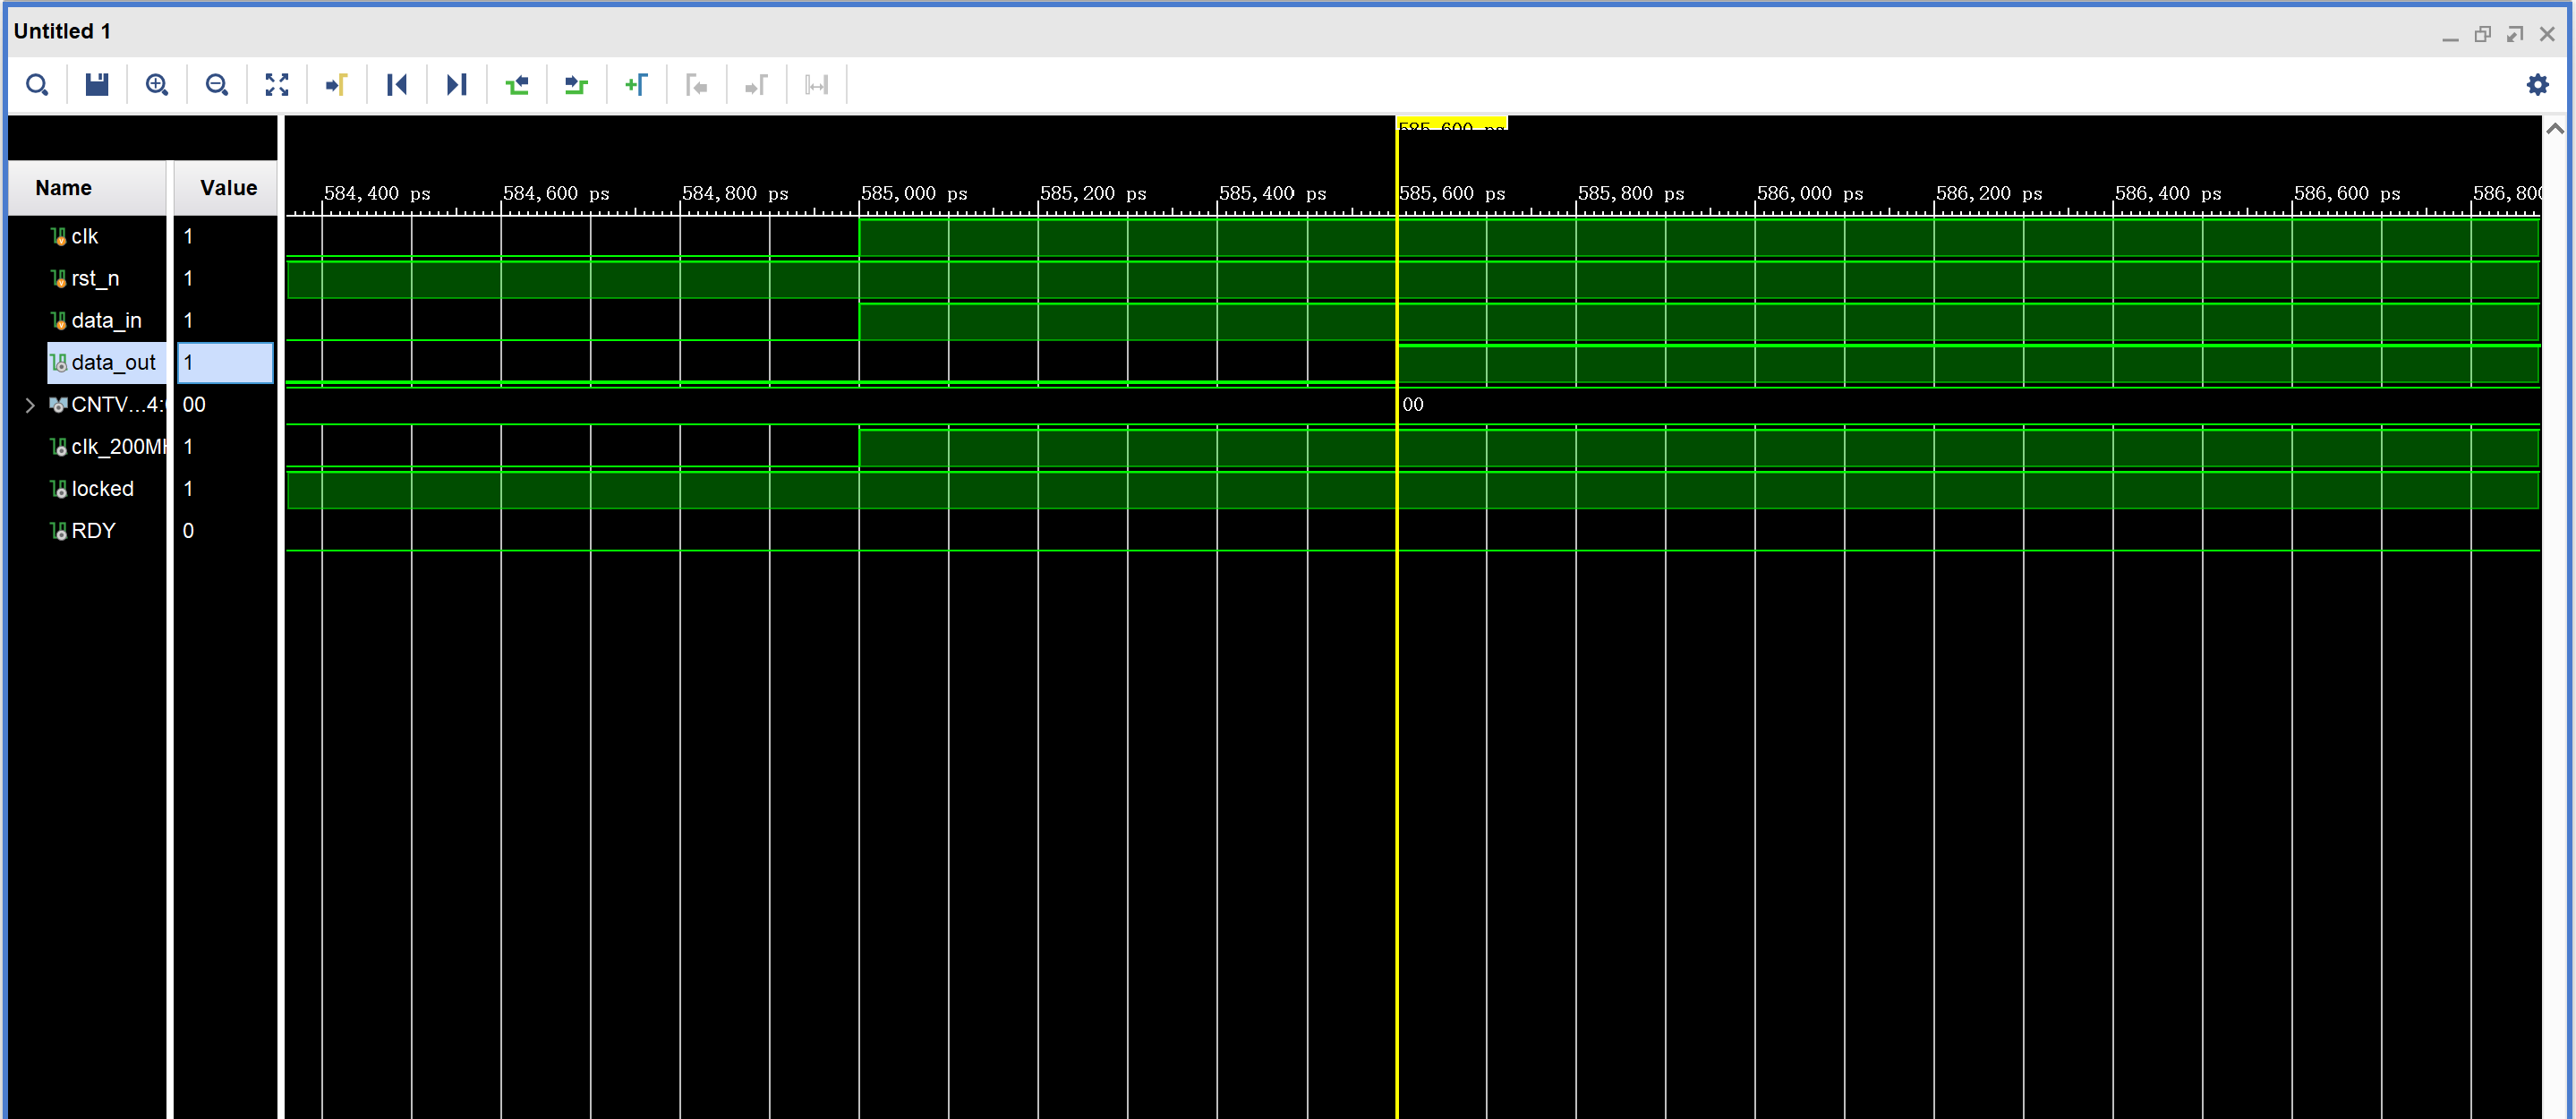 Untitled 1
585,600 ps
Name Value
584,400 ps 584,600 ps 584,800 ps 585,000 ps 585,200 ps 585,400 ps 585,600 ps 585,800 ps 586,000 ps 586,200 ps 586,400 ps 586,600 ps 586,800
clk 1
rst_n 1
data_in 1
data_out 1
CNTV...4: 00 00
clk_200M 1
locked 1
RDY 0